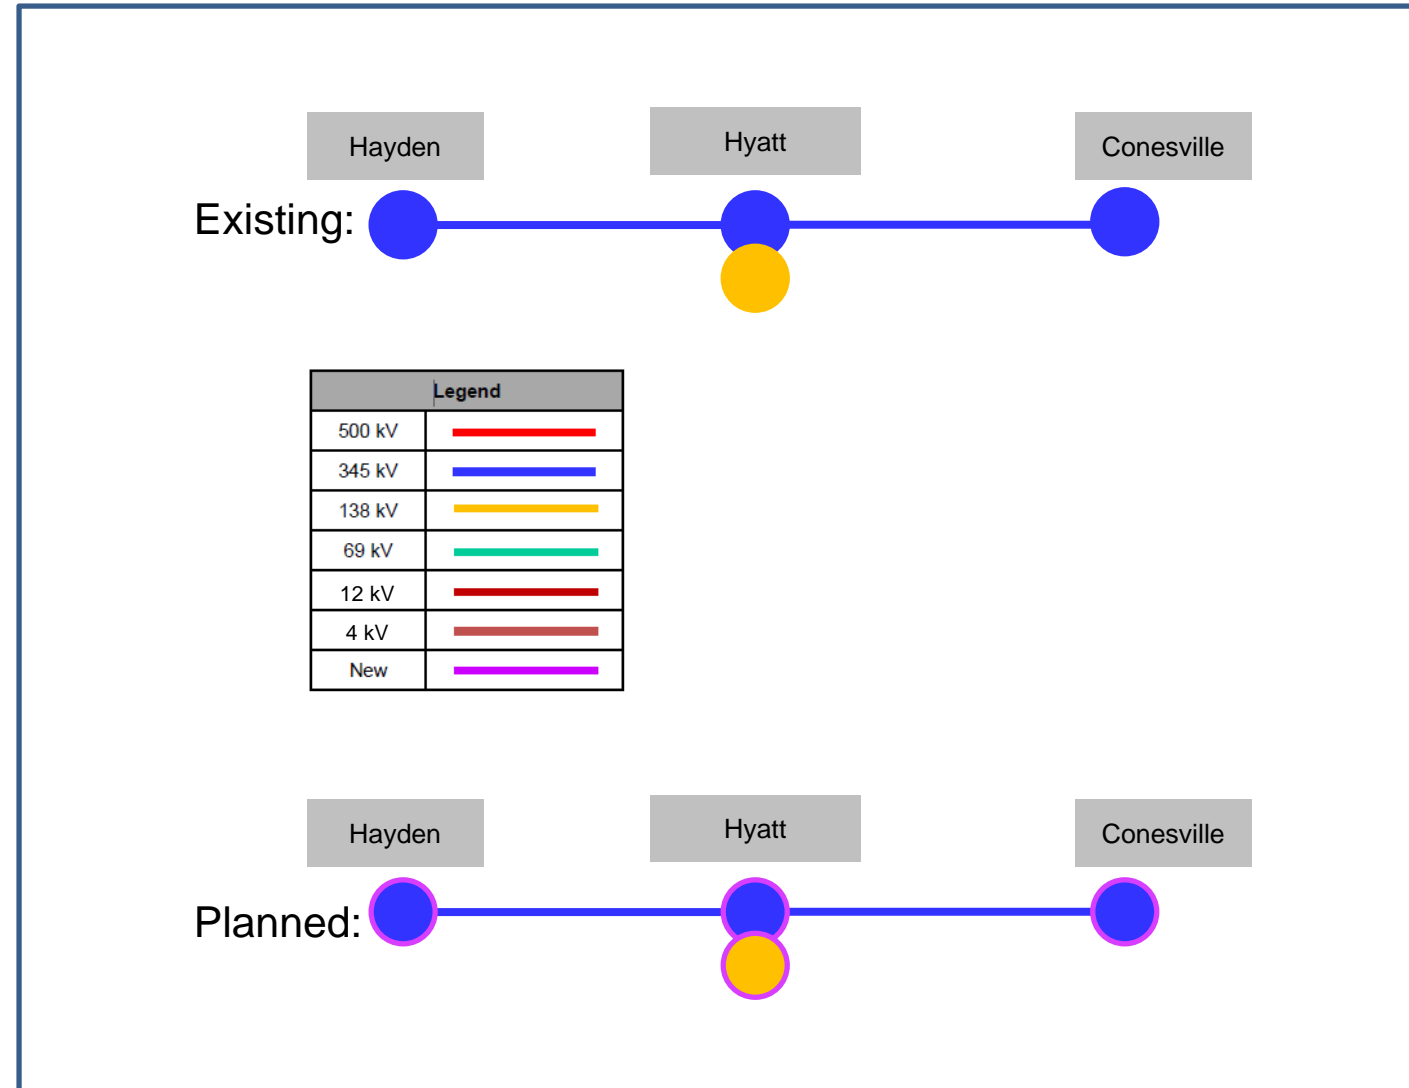 Hayden
Hyatt
Conesville
Existing:
Legend
500 kV
345 kV
138 kV
69 kV
12 kV
4 kV
New
Hayden
Hyatt
Conesville
Planned: